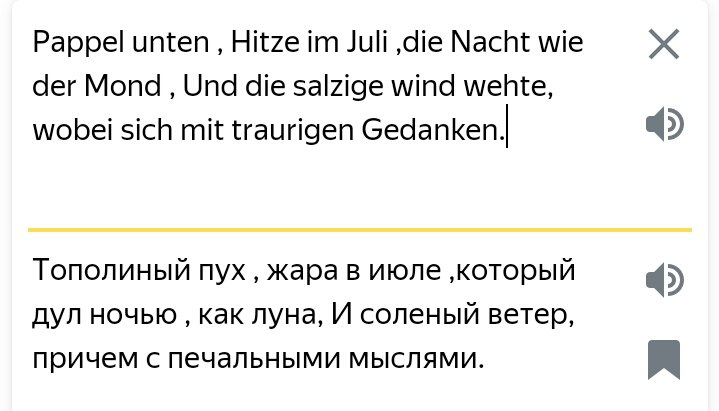 Pappel unten , Hitze im Juli ,die Nacht wie
der Mond , Und die salzige wind wehte,
wobei sich mit traurigen Gedanken.
Тополиный пух , жара в июле ,который
дул ночью , как луна, И соленый ветер,
причем с печальными мыслями.